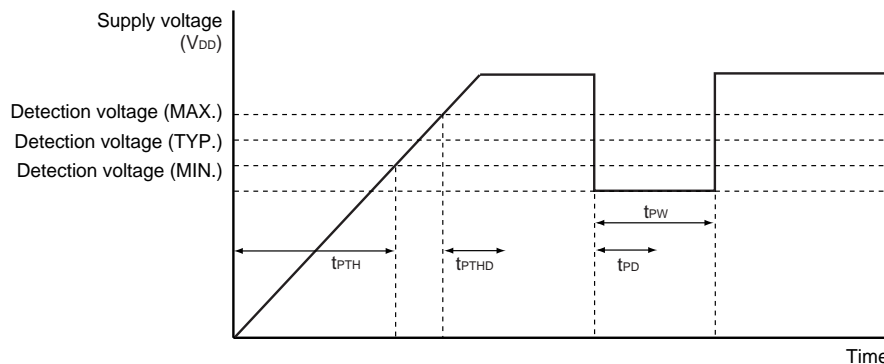 Supply voltage
(VDD)
Detection voltage (MAX.)
Detection voltage (TYP.)
Detection voltage (MIN.)
tPW
tPTH
tPTHD
tPD
Time